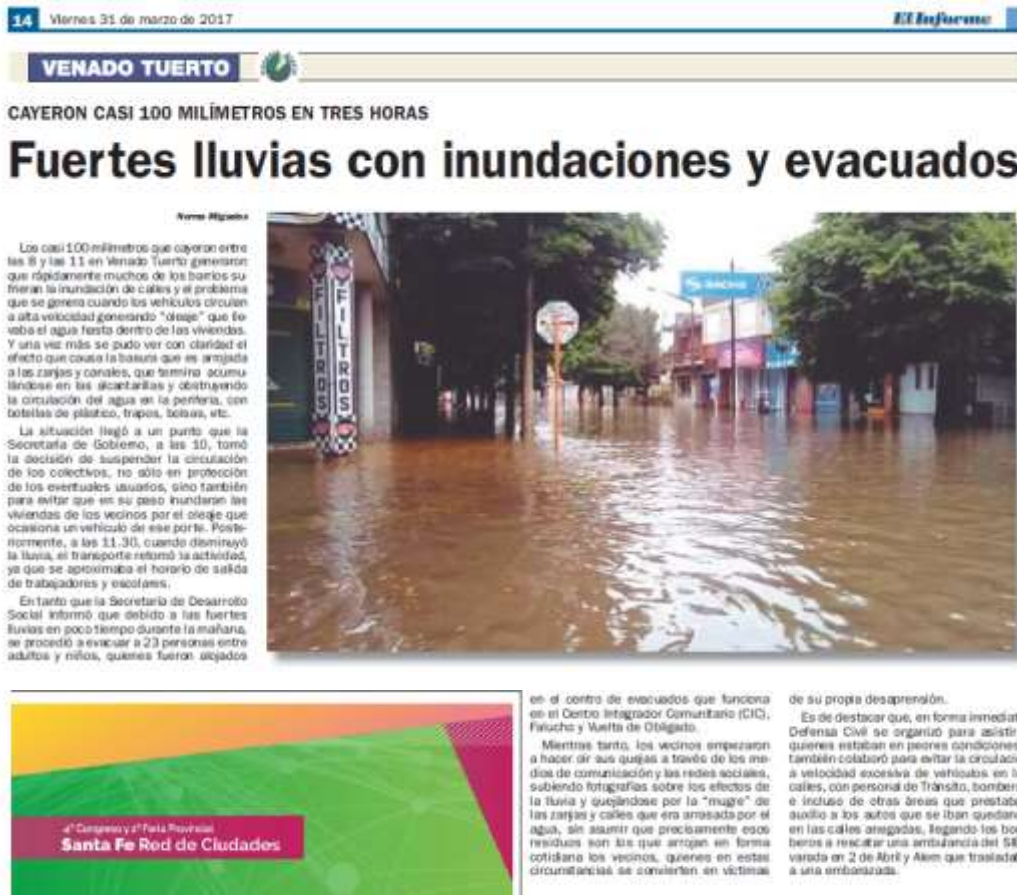 14 Viernes 31 de marzo de 2017
El Informe
VENADO TUERTO
CAYERON CASI 100 MILÍMETROS EN TRES HORAS
Fuertes lluvias con inundaciones y evacuados
Norma Migueles
Los casi 100 milímetros que cayeron entre
las 8 y las 11 en Venado Tuerto generaron
que rápidamente muchos de los barrios su-
frieran la inundación de calles y el problema
que se genera cuando los vehículos circulan
a alta velocidad generando "oleaje" que lle-
vaba el agua hasta dentro de las viviendas.
Y una vez más se pudo ver con claridad el
efecto que causa la basura que es arrojada
a las zanjas y canales, que termina acumu-
lándose en las alcantarillas y obstruyendo
la circulación del agua en la periferia, con
botellas de plástico, trapos, bolsas, etc.
La situación llegó a un punto que la
Secretaría de Gobierno, a las 10, tomó
la decisión de suspender la circulación
de los colectivos, no sólo en protección
de los eventuales usuarios, sino también
para evitar que en su paso inundaran las
viviendas de los vecinos por el oleaje que
ocasiona un vehículo de ese porte. Poste-
riormente, a las 11.30, cuando disminuyó
la lluvia, el transporte retomó la actividad,
ya que se aproximaba el horario de salida
de trabajadores y escolares.
En tanto que la Secretaría de Desarrollo
Social informó que debido a las fuertes
lluvias en poco tiempo durante la mañana,
se procedió a evacuar a 23 personas entre
adultos y niños, quienes fueron alojados
FILTROS
FILTROS
en el centro de evacuados que funciona
en el Centro Integrador Comunitario (CIC),
Falucho y Vuelta de Obligado.
Mientras tanto, los vecinos empezaron
a hacer oír sus quejas a través de los me-
dios de comunicación y las redes sociales,
subiendo fotografías sobre los efectos de
la lluvia y quejándose por la "mugre" de
las zanjas y calles que era arrasada por el
agua, sin asumir que precisamente esos
residuos son los que arrojan en forma
cotidiana los vecinos, quienes en estas
circunstancias se convierten en víctimas
de su propia desaprensión.
Es de destacar que, en forma inmediat
Defensa Civil se organizó para asistir
quienes estaban en peores condiciones
también colaboró para evitar la circulaci
a velocidad excesiva de vehículos en l
calles, con personal de Tránsito, bomber
e incluso de otras áreas que prestab
auxilio a los autos que se iban quedan
en las calles anegadas, llegando los bo
beros a rescatar una ambulancia del
varada en 2 de Abril y Alem que traslada
a una embarazada.
4° Congreso y 2° Feria Provincial
Santa Fe Red de Ciudades